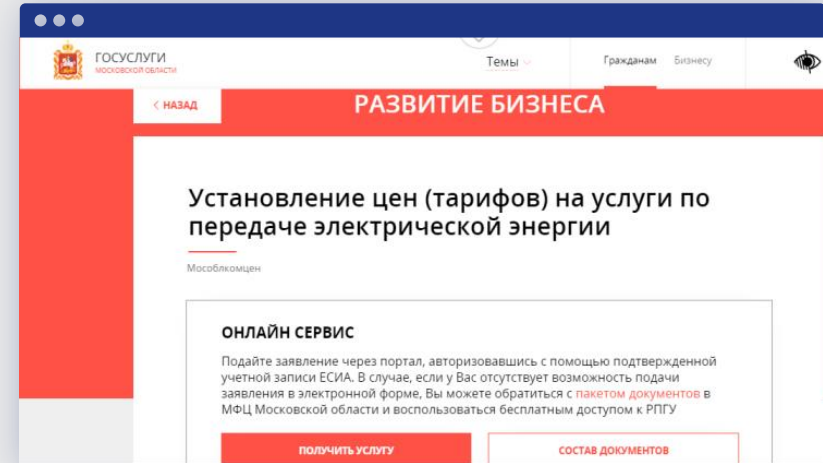 ГОСУСЛУГИ
МОСКОВСКОЙ ОБЛАСТИ
Темы
Гражданам
Бизнесу
< НАЗАД
РАЗВИТИЕ БИЗНЕСА
Установление цен (тарифов) на услуги по
передаче электрической энергии
Мособлкомцен
ОНЛАЙН СЕРВИС
Подайте заявление через портал, авторизовавшись с помощью подтвержденной
учетной записи ЕСИА. В случае, если у Вас отсутствует возможность подачи
заявления в электронной форме, Вы можете обратиться с пакетом документов в
МФЦ Московской области и воспользоваться бесплатным доступом к РПГУ
ПОЛУЧИТЬ УСЛУГУ
СОСТАВ ДОКУМЕНТОВ